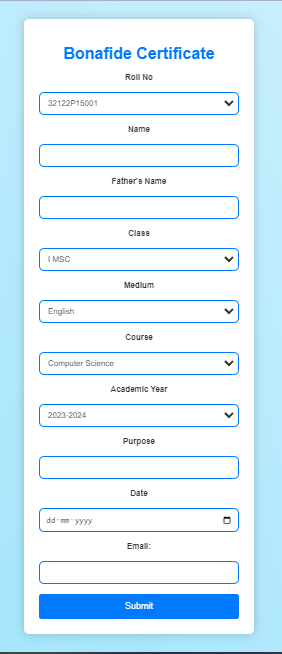 Bonafide Certificate
Roll No
32122P15001
Name
Father's Name
Class
I MSC
Medium
English
Course
Computer Science
Academic Year
2023-2024
Purpose
Date
dd-mm-yyyy
Email:
Submit